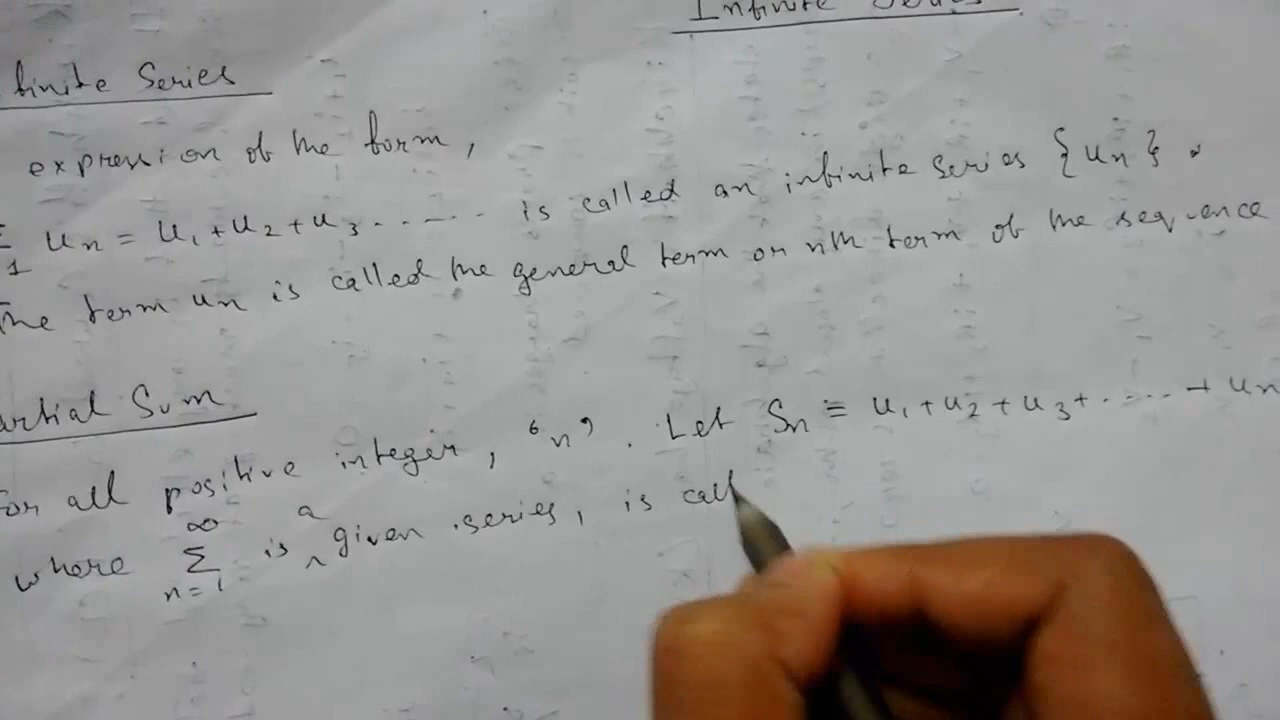 Infinite Series
finite Series
expression of the form,
Σ 1 un = u1 + u2 + u3 ...... is called an infinite series {un}.
The term un is called the general term or nth term of the sequence
artial Sum
For all positive integer, 'n'. Let Sn = u1 + u2 + u3 + ..... + un
where ∞ Σ n=1 is a given series, is call